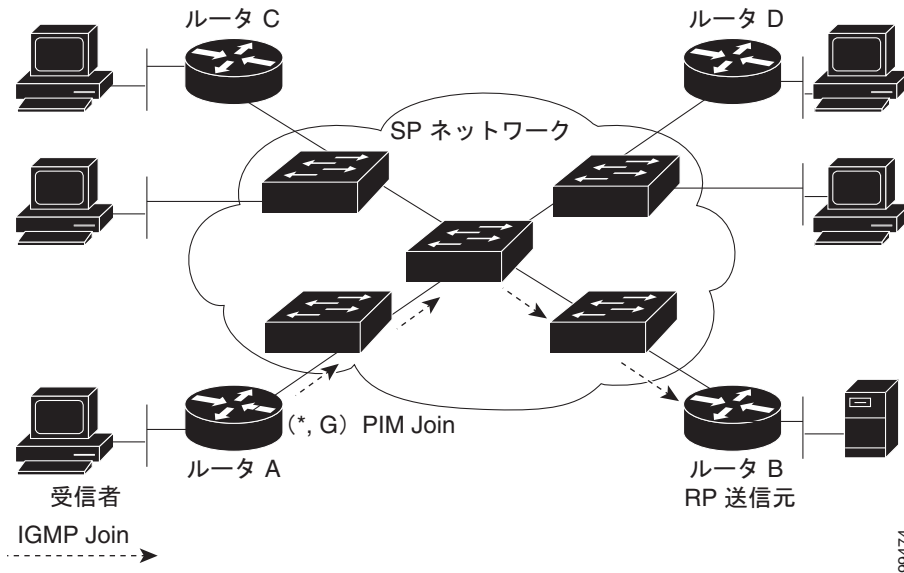 ルータ C
ルータ D
SP ネットワーク
(*, G) PIM Join
ルータ A
ルータ B
受信者
RP 送信元
IGMP Join
99474